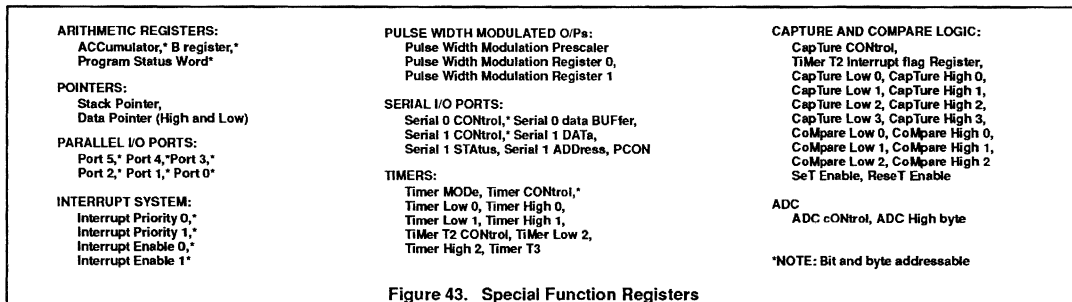 ARITHMETIC REGISTERS:
ACCumulator,* B register,*
Program Status Word*
POINTERS:
Stack Pointer,
Data Pointer (High and Low)
PARALLEL I/O PORTS:
Port 5,* Port 4,*Port 3,*
Port 2,* Port 1,* Port 0*
INTERRUPT SYSTEM:
Interrupt Priority 0,*
Interrupt Priority 1,*
Interrupt Enable 0,*
Interrupt Enable 1*
PULSE WIDTH MODULATED O/Ps:
Pulse Width Modulation Prescaler
Pulse Width Modulation Register 0,
Pulse Width Modulation Register 1
SERIAL I/O PORTS:
Serial 0 CONtrol,* Serial 0 data BUFfer,
Serial 1 CONtrol,* Serial 1 DATa,
Serial 1 STAtus, Serial 1 ADDress, PCON
TIMERS:
Timer MODe, Timer CONtrol,*
Timer Low 0, Timer High 0,
Timer Low 1, Timer High 1,
TiMer T2 CONtrol, TiMer Low 2,
Timer High 2, Timer T3
CAPTURE AND COMPARE LOGIC:
CapTure CONtrol,
TiMer T2 Interrupt flag Register,
CapTure Low 0, CapTure High 0,
CapTure Low 1, CapTure High 1,
CapTure Low 2, CapTure High 2,
CapTure Low 3, CapTure High 3,
CoMpare Low 0, CoMpare High 0,
CoMpare Low 1, CoMpare High 1,
CoMpare Low 2, CoMpare High 2
SeT Enable, ReseT Enable
ADC
ADC cONtrol, ADC High byte
*NOTE: Bit and byte addressable
Figure 43. Special Function Registers